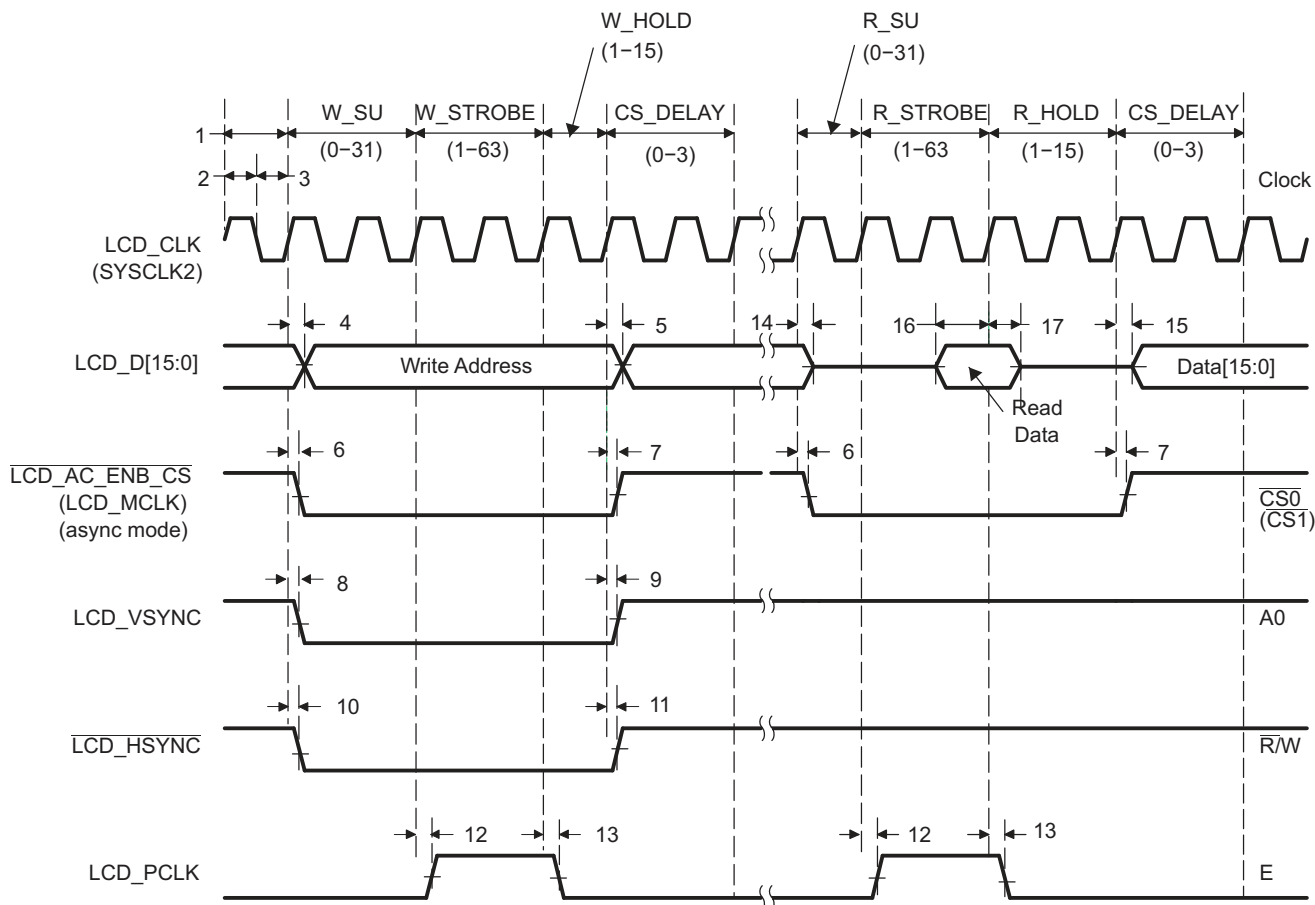 W_HOLD
(1−15)
R_SU
(0−31)
W_SU
W_STROBE
CS_DELAY
R_STROBE
R_HOLD
CS_DELAY
1
(0−31)
(1−63)
(0−3)
(1−63
(1−15)
(0−3)
2
3
Clock
LCD_CLK
(SYSCLK2)
4
5
14
16
17
15
LCD_D[15:0]
Write Address
Data[15:0]
Read
Data
6
7
6
7
LCD_AC_ENB_CS
(LCD_MCLK)
(async mode)
CS0
(CS1)
8
9
LCD_VSYNC
A0
10
11
LCD_HSYNC
R/W
12
13
12
13
LCD_PCLK
E